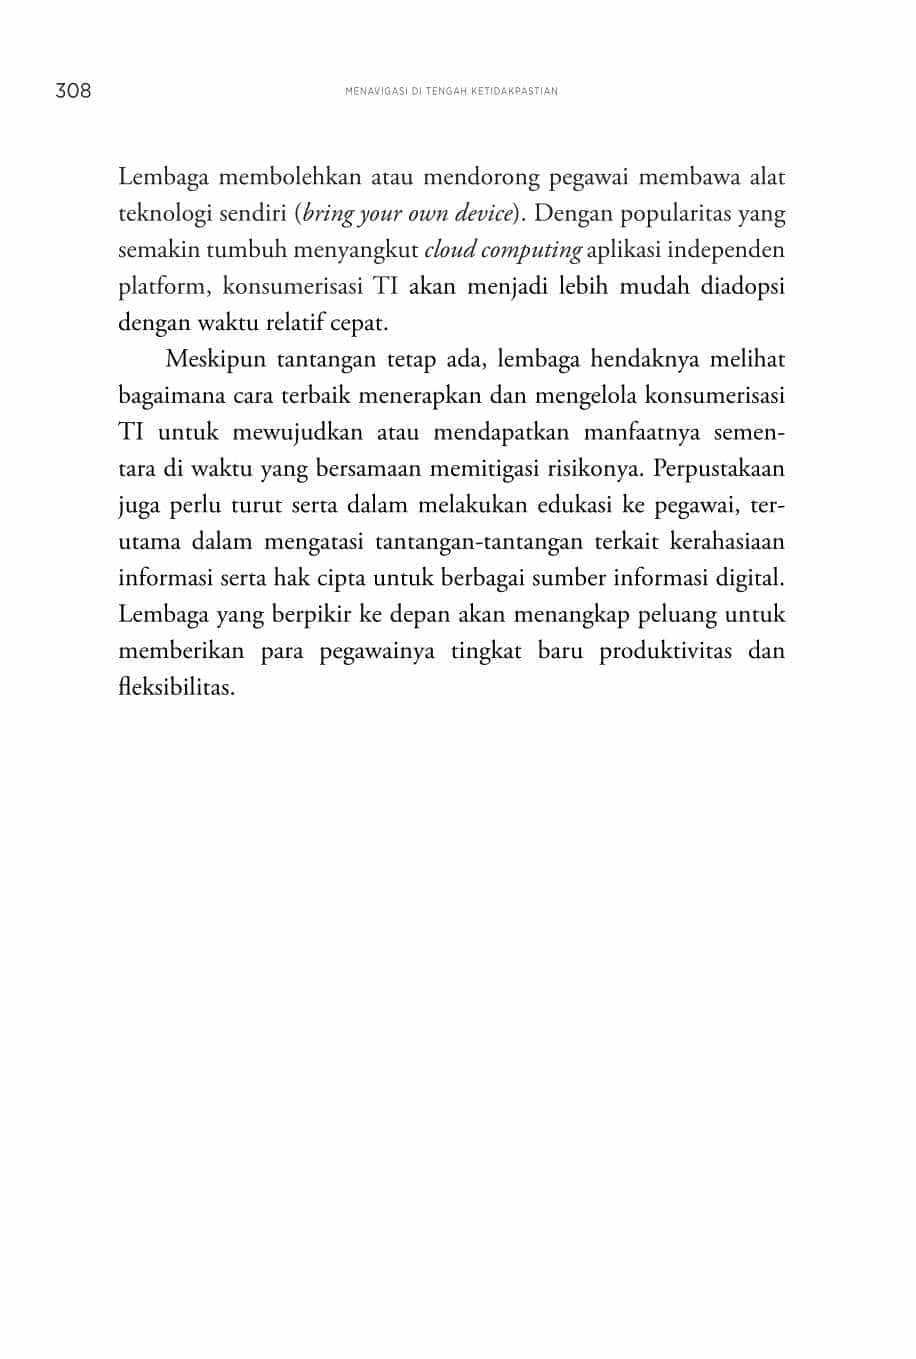 308
MENAVIGASI DI TENGAH KETIDAKPASTIAN
Lembaga membolehkan atau mendorong pegawai membawa alat
teknologi sendiri (bring your own device). Dengan popularitas yang
semakin tumbuh menyangkut cloud computing aplikasi independen
platform, konsumerisasi TI akan menjadi lebih mudah diadopsi
dengan waktu relatif cepat.
Meskipun tantangan tetap ada, lembaga hendaknya melihat
bagaimana cara terbaik menerapkan dan mengelola konsumerisasi
TI untuk mewujudkan atau mendapatkan manfaatnya semen-
tara di waktu yang bersamaan memitigasi risikonya. Perpustakaan
juga perlu turut serta dalam melakukan edukasi ke pegawai, ter-
utama dalam mengatasi tantangan-tantangan terkait kerahasiaan
informasi serta hak cipta untuk berbagai sumber informasi digital.
Lembaga yang berpikir ke depan akan menangkap peluang untuk
memberikan para pegawainya tingkat baru produktivitas dan
fleksibilitas.